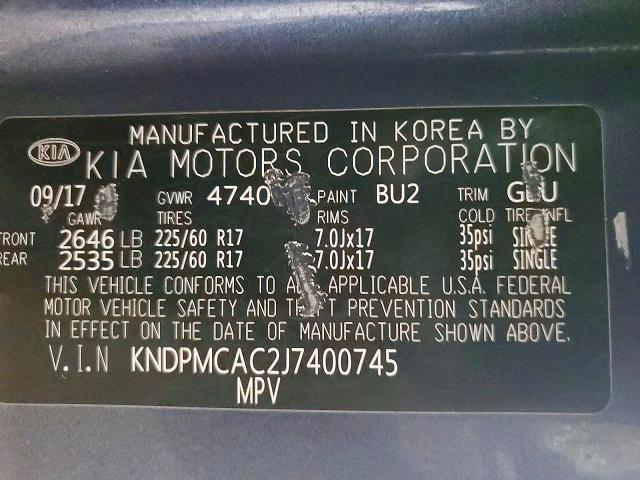 MANUFACTURED IN KOREA BY
KIA KIA MOTORS CORPORATION
09/17 GVWR 4740 PAINT BU2 TRIM
GAWR TIRES RIMS COLD TIRE INFL
FRONT 2646 LB 225/60 R17 7.0Jx17 35psi SINGLE
REAR 2535 LB 225/60 R17 7.0Jx17 35psi SINGLE
THIS VEHICLE CONFORMS TO APPLICABLE U.S.A. FEDERAL
MOTOR VEHICLE SAFETY AND PREVENTION STANDARDS
IN EFFECT ON THE DATE OF MANUFACTURE SHOWN ABOVE.
V.I.N KNDPMCAC2J7400745
MPV